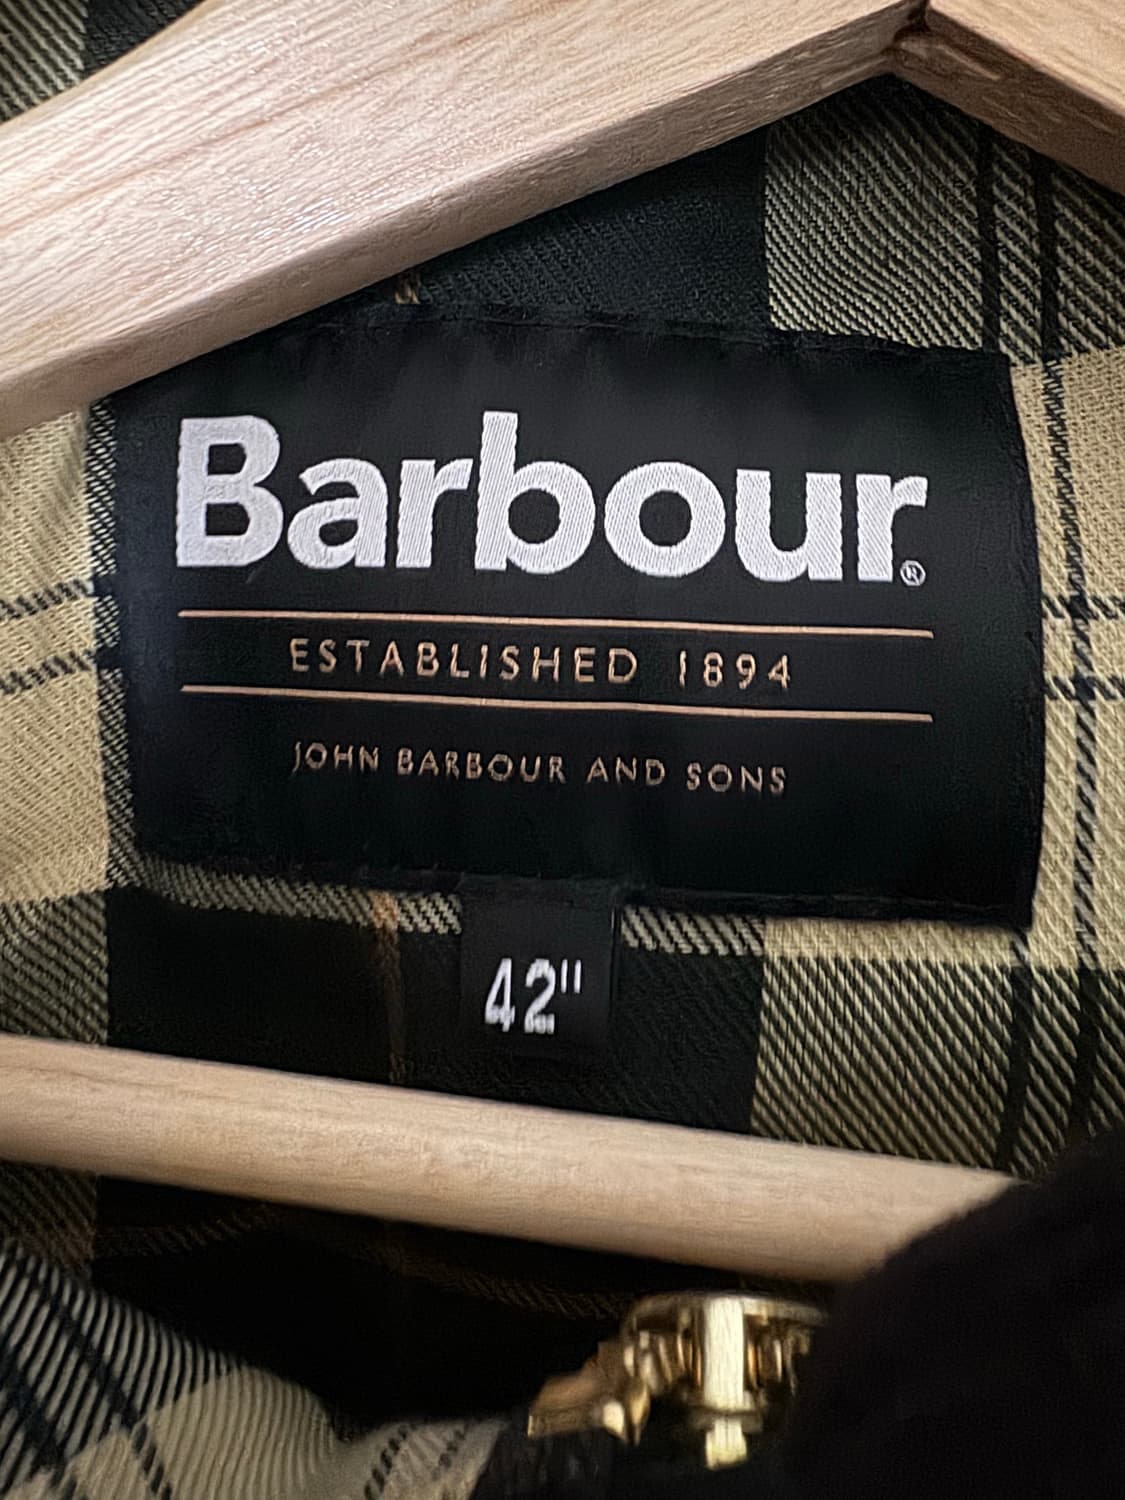 Barbour®
ESTABLISHED 1894
JOHN BARBOUR AND SONS
42"